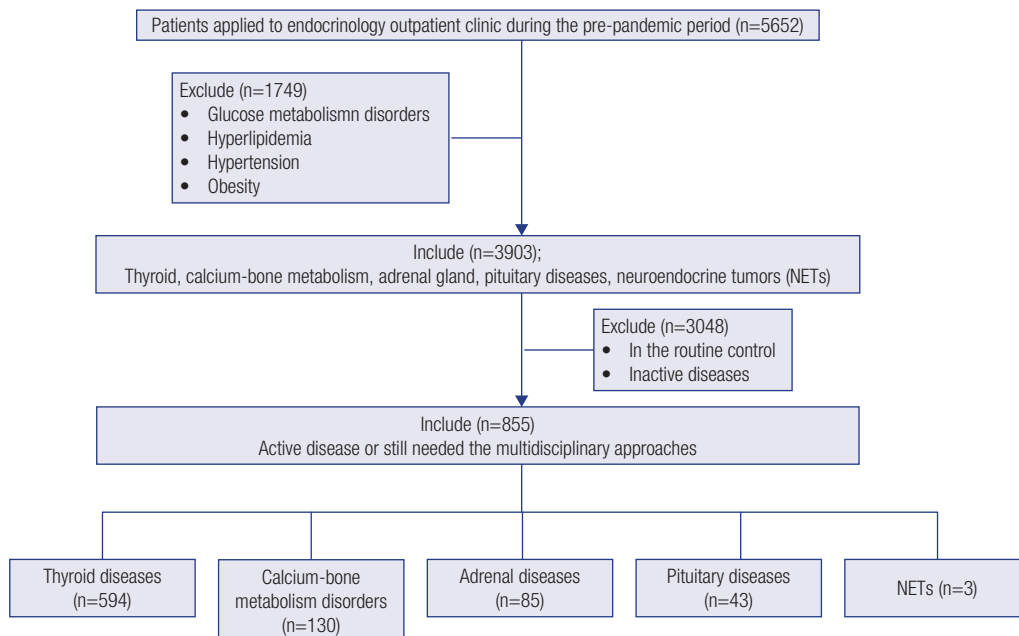 Patients applied to endocrinology outpatient clinic during the pre-pandemic period (n=5652)
Exclude (n=1749)
• Glucose metabolismn disorders
• Hyperlipidemia
• Hypertension
• Obesity
Include (n=3903);
Thyroid, calcium-bone metabolism, adrenal gland, pituitary diseases, neuroendocrine tumors (NETs)
Exclude (n=3048)
• In the routine control
• Inactive diseases
Include (n=855)
Active disease or still needed the multidisciplinary approaches
Thyroid diseases
(n=594)
Calcium-bone
metabolism disorders
(n=130)
Adrenal diseases
(n=85)
Pituitary diseases
(n=43)
NETs (n=3)